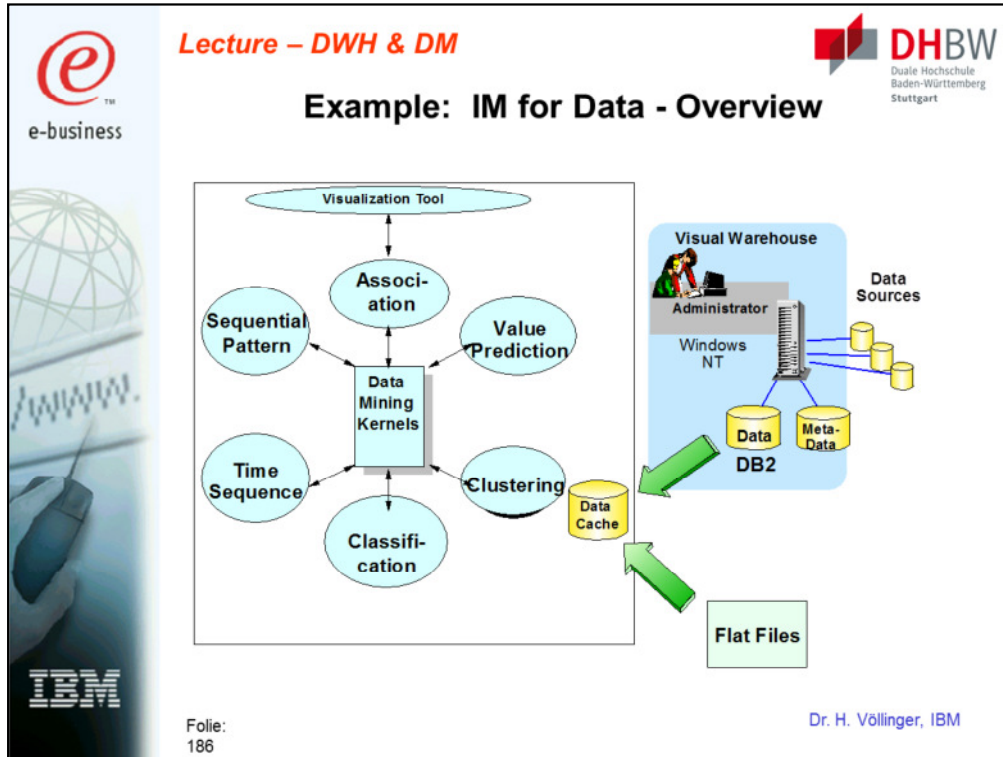 e
TM
e-business
Lecture – DWH & DM
DHBW
Duale Hochschule
Baden-Württemberg
Stuttgart
Example: IM for Data - Overview
Visualization Tool
Associ-
ation
Sequential
Pattern
Value
Prediction
Data
Mining
Kernels
Time
Sequence
Clustering
Classifi-
cation
Data
Cache
Visual Warehouse
Administrator
Windows
NT
Data
Sources
Data
Meta-
Data
DB2
Flat Files
IBM
Folie:
186
Dr. H. Völlinger, IBM